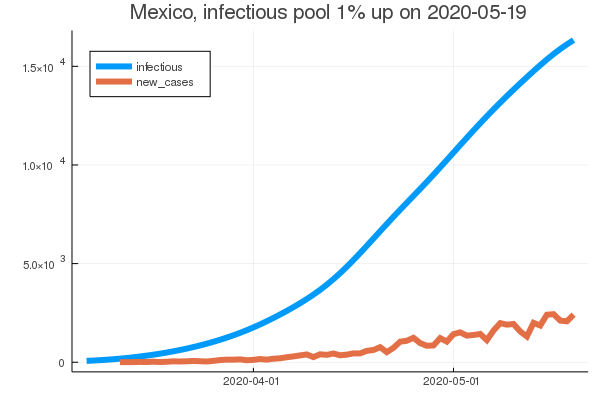 Mexico, infectious pool 1% up on 2020-05-19
infectious
new_cases
1.5×10⁴
1.0×10⁴
5.0×10³
0
2020-04-01 2020-05-01